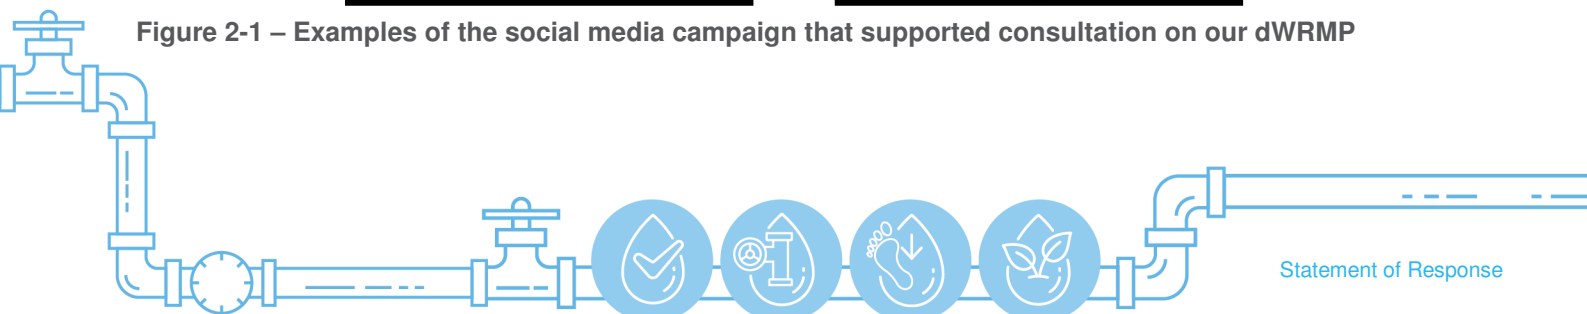 Figure 2-1 – Examples of the social media campaign that supported consultation on our dWRMP
Statement of Response